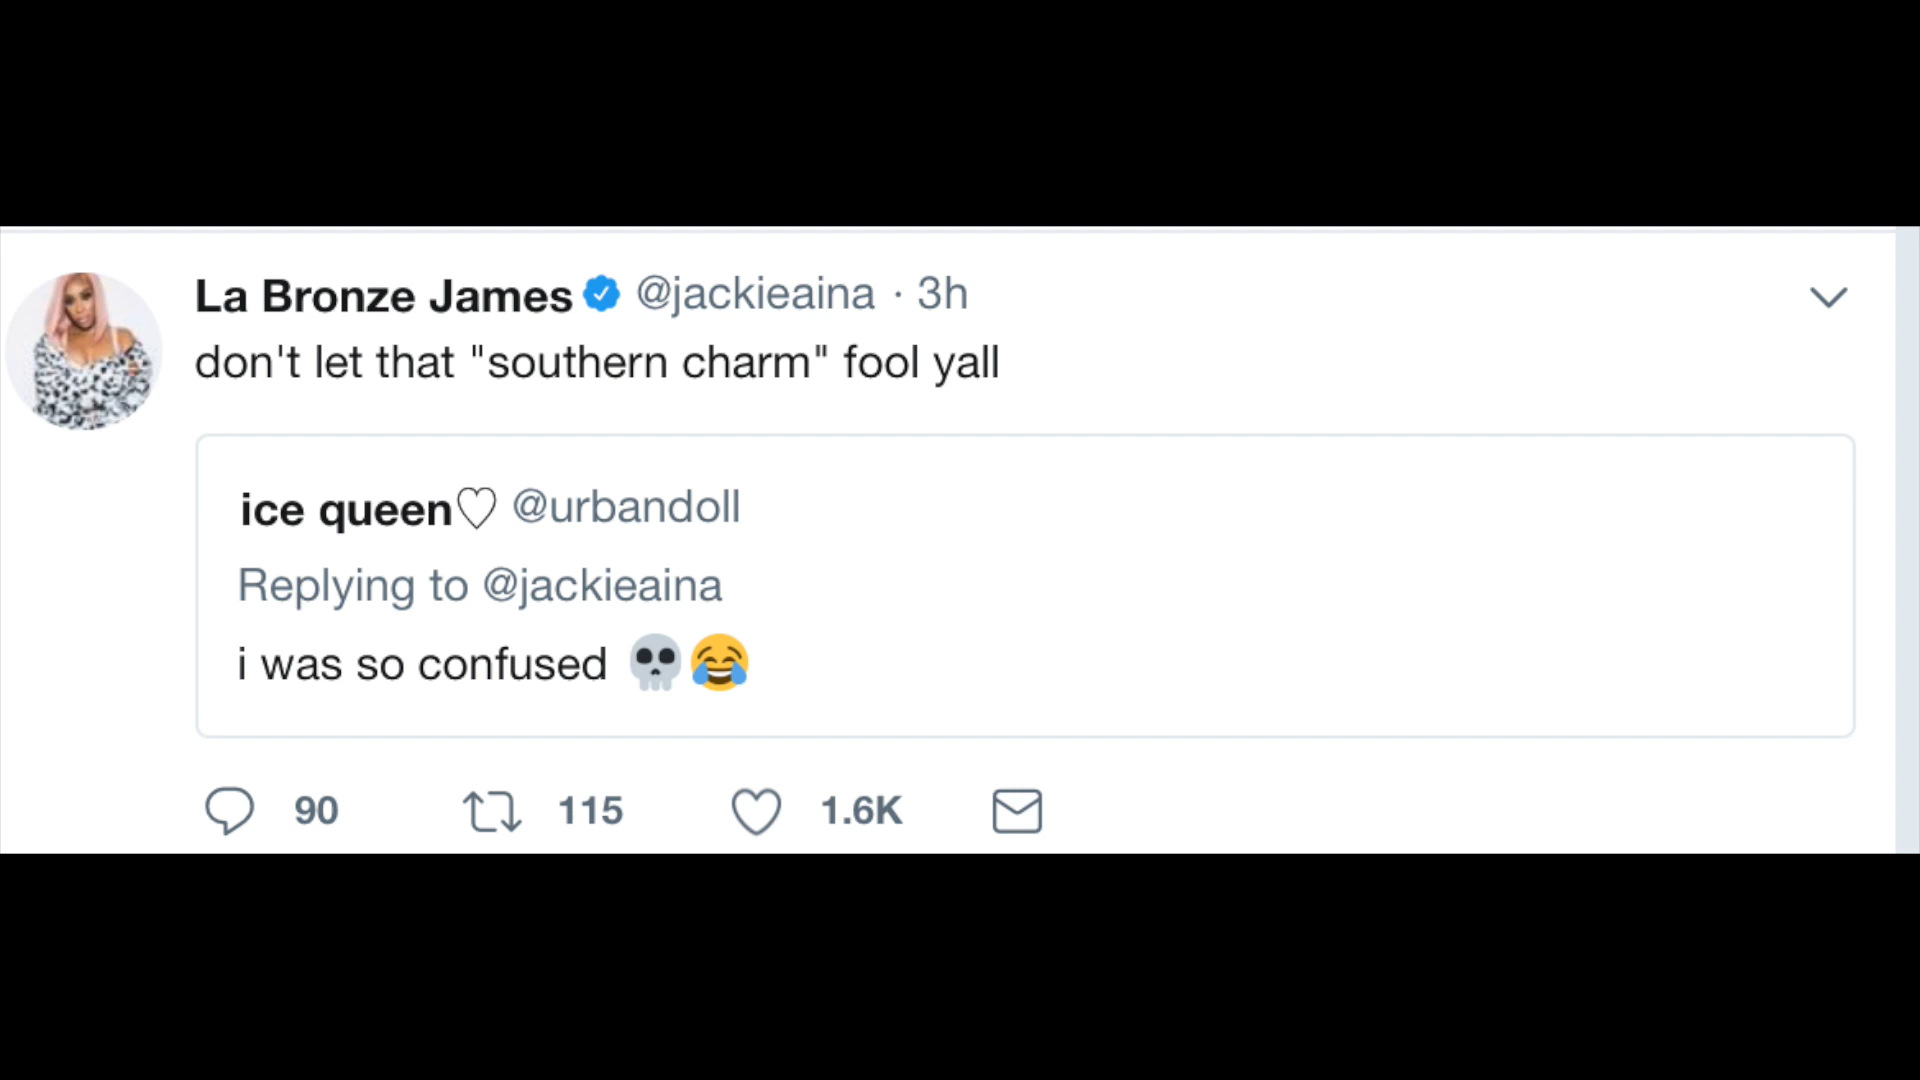 La Bronze James @jackieaina · 3h
don't let that "southern charm" fool yall
ice queen♡ @urbandoll
Replying to @jackieaina
i was so confused 💀😂
90 115 1.6K